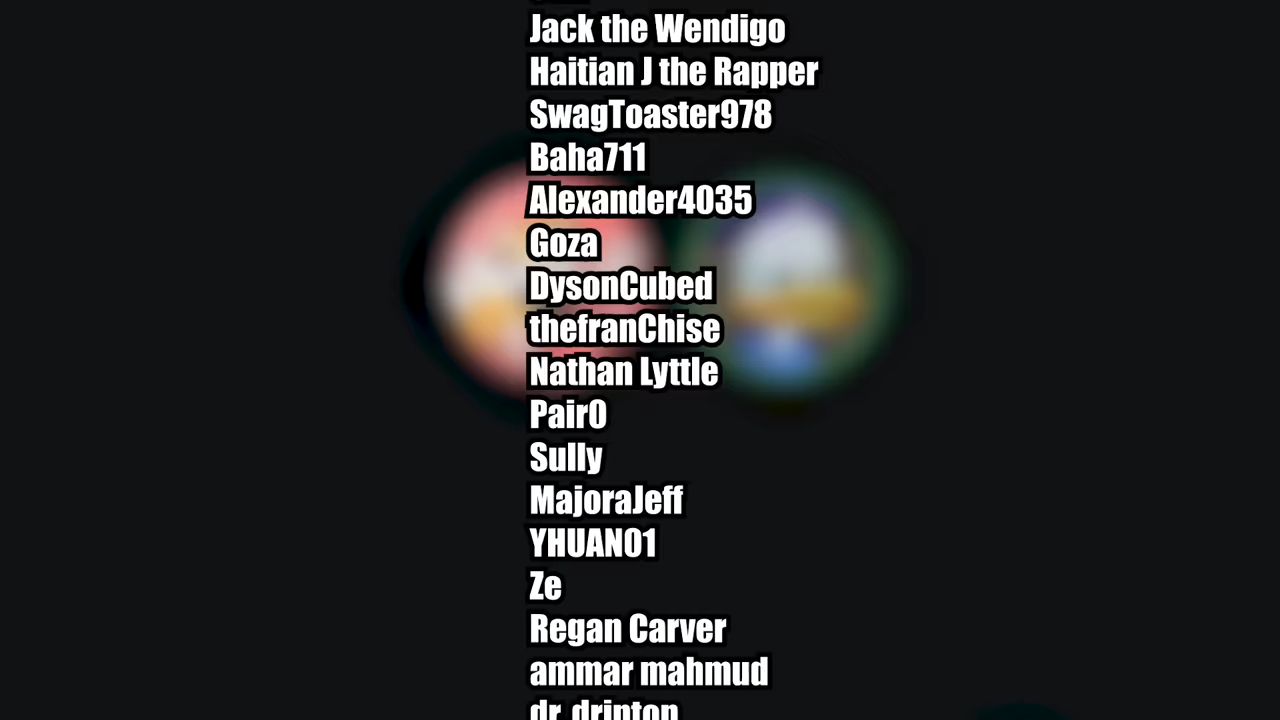 Jack the Wendigo
Haitian J the Rapper
SwagToaster978
Baha711
Alexander4035
Goza
DysonCubed
thefranChise
Nathan Lyttle
Pair0
Sully
MajoraJeff
YHUAN01
Ze
Regan Carver
ammar mahmud